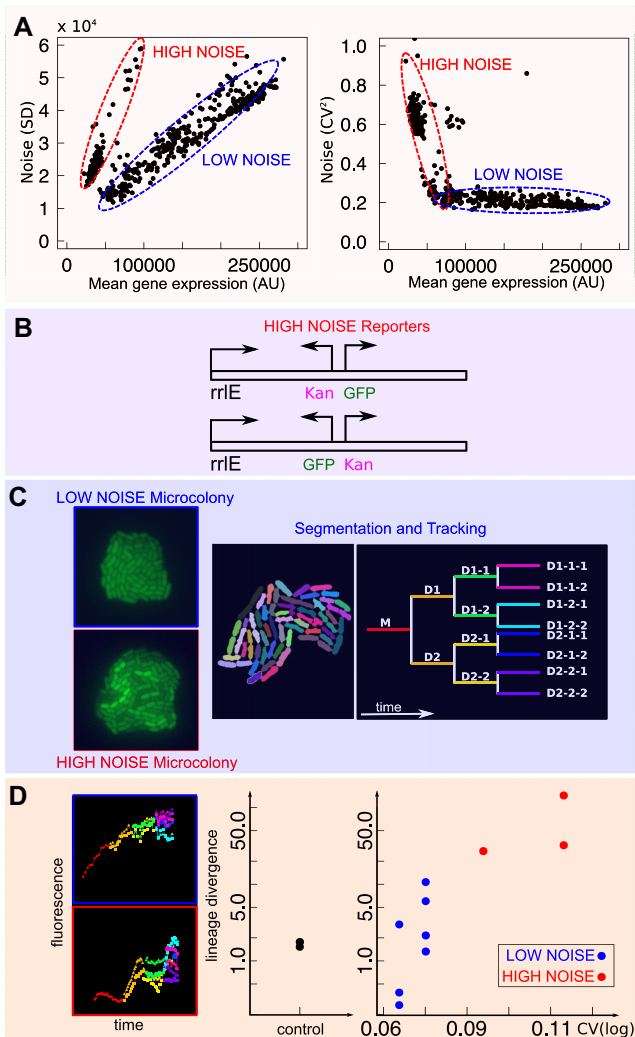 A
x 10⁴
HIGH NOISE
LOW NOISE
Noise (SD)
6
5
4
3
2
1
0
0 100000 250000
Mean gene expression (AU)
HIGH NOISE
LOW NOISE
Noise (CV²)
1.0
0.8
0.6
0.4
0.2
0.0
0 100000 250000
Mean gene expression (AU)
B
HIGH NOISE Reporters
rrlE Kan GFP
rrlE GFP Kan
C
LOW NOISE Microcolony
HIGH NOISE Microcolony
Segmentation and Tracking
M
D1
D2
D1-1
D1-2
D2-1
D2-2
D1-1-1
D1-1-2
D1-2-1
D1-2-2
D2-1-1
D2-1-2
D2-2-1
D2-2-2
time
D
fluorescence
time
lineage divergence
50.0
5.0
1.0
control
50.0
5.0
1.0
LOW NOISE
HIGH NOISE
0.06 0.09 0.11 CV(log)